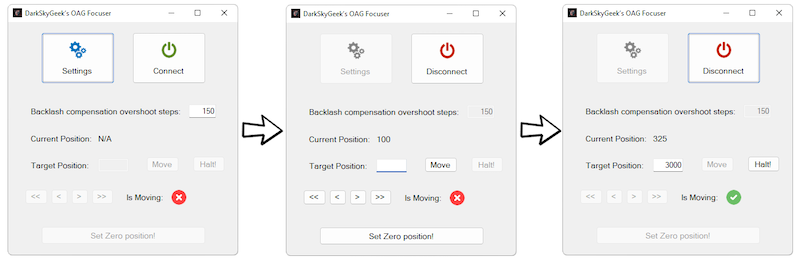 DarkSkyGeek's OAG Focuser
Settings
Connect
Backlash compensation overshoot steps: 150
Current Position: N/A
Target Position: Move Halt!
<< < > >> Is Moving:
Set Zero position!
DarkSkyGeek's OAG Focuser
Settings
Disconnect
Backlash compensation overshoot steps: 150
Current Position: 100
Target Position: Move Halt!
<< < > >> Is Moving:
Set Zero position!
DarkSkyGeek's OAG Focuser
Settings
Disconnect
Backlash compensation overshoot steps: 150
Current Position: 325
Target Position: 3000 Move Halt!
<< < > >> Is Moving:
Set Zero position!